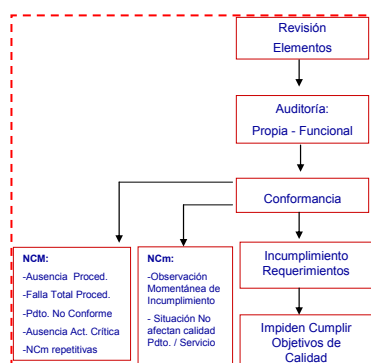 Revisión
Elementos
Auditoría:
Propia - Funcional
Conformancia
NCM:
-Ausencia Proced.
-Falla Total Proced.
-Pdto. No Conforme
-Ausencia Act. Crítica
-NCm repetitivas
NCm:
-Observación
Momentánea de
Incumplimiento
- Situación No
afectan calidad
Pdto. / Servicio
Incumplimiento
Requerimientos
Impiden Cumplir
Objetivos de
Calidad